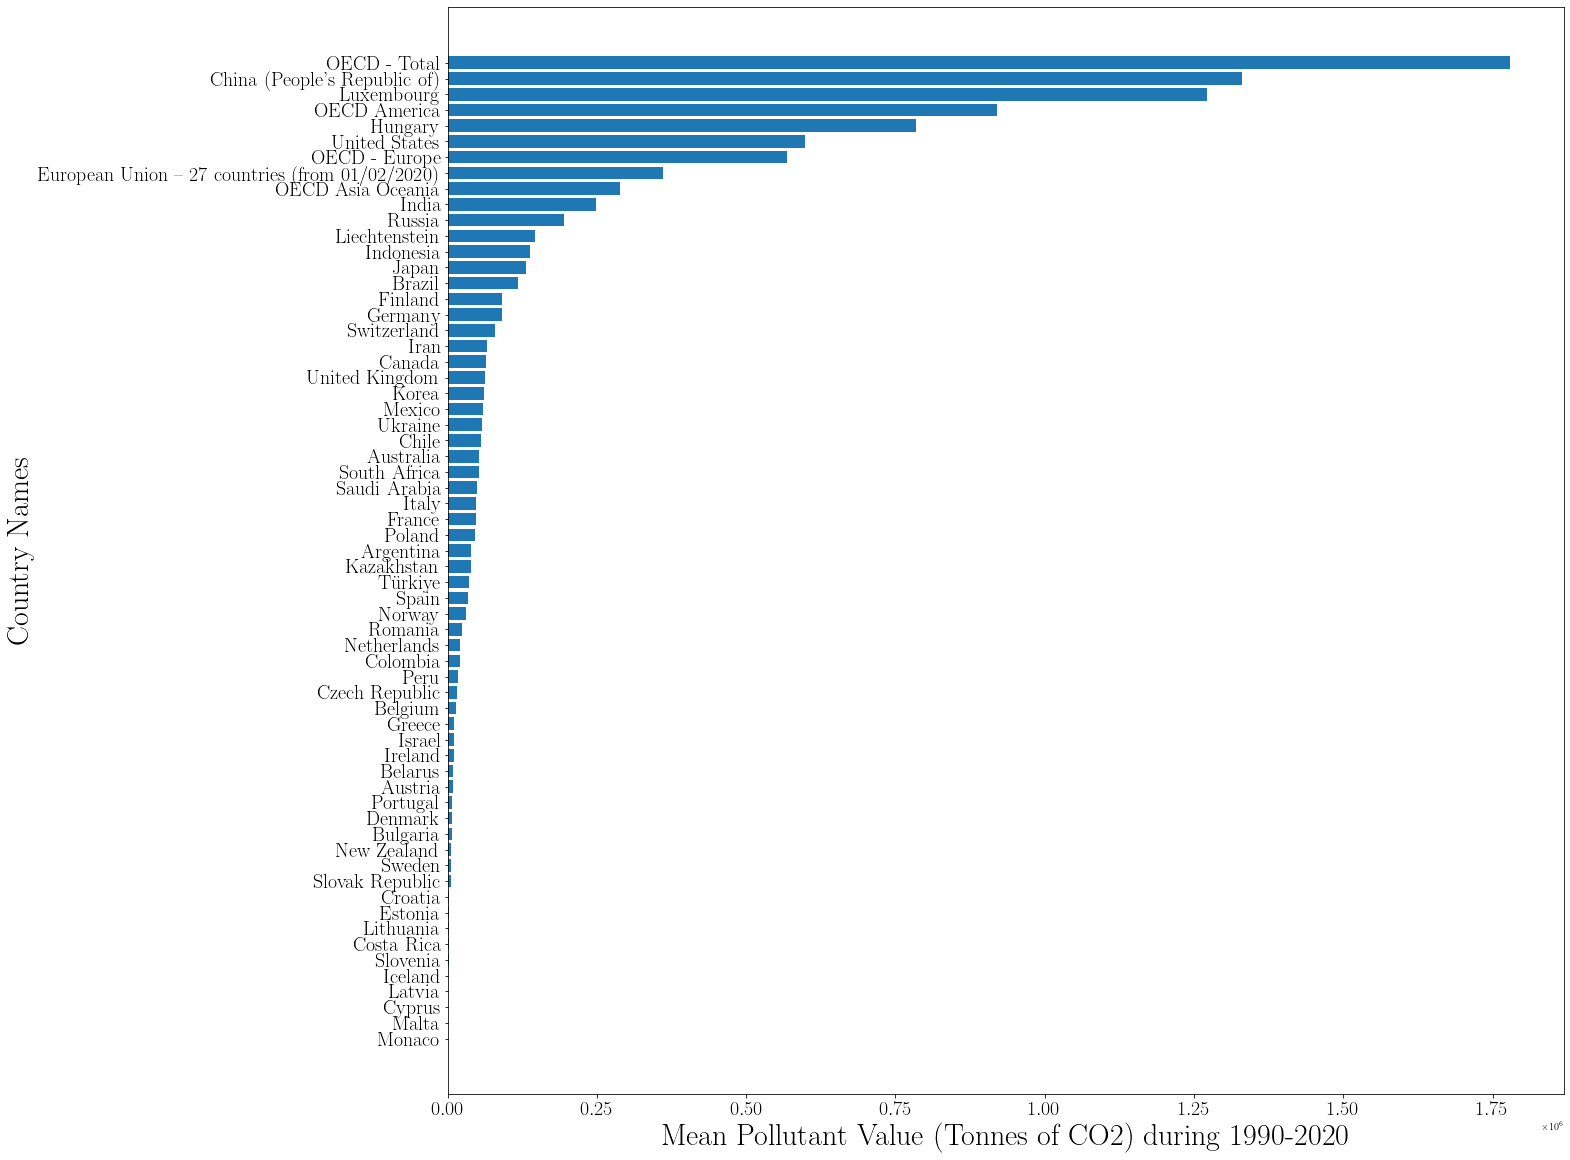 OECD - Total
China (People's Republic of)
Luxembourg
OECD America
Hungary
United States
OECD - Europe
European Union – 27 countries (from 01/02/2020)
OECD Asia Oceania
India
Russia
Liechtenstein
Indonesia
Japan
Brazil
Finland
Germany
Switzerland
Iran
Canada
United Kingdom
Korea
Mexico
Ukraine
Chile
Australia
South Africa
Saudi Arabia
Italy
France
Poland
Argentina
Kazakhstan
Türkiye
Spain
Norway
Romania
Netherlands
Colombia
Peru
Czech Republic
Belgium
Greece
Israel
Ireland
Belarus
Austria
Portugal
Denmark
Bulgaria
New Zealand
Sweden
Slovak Republic
Croatia
Estonia
Lithuania
Costa Rica
Slovenia
Iceland
Latvia
Cyprus
Malta
Monaco
Country Names
0.00 0.25 0.50 0.75 1.00 1.25 1.50 1.75
×10⁶
Mean Pollutant Value (Tonnes of CO2) during 1990-2020